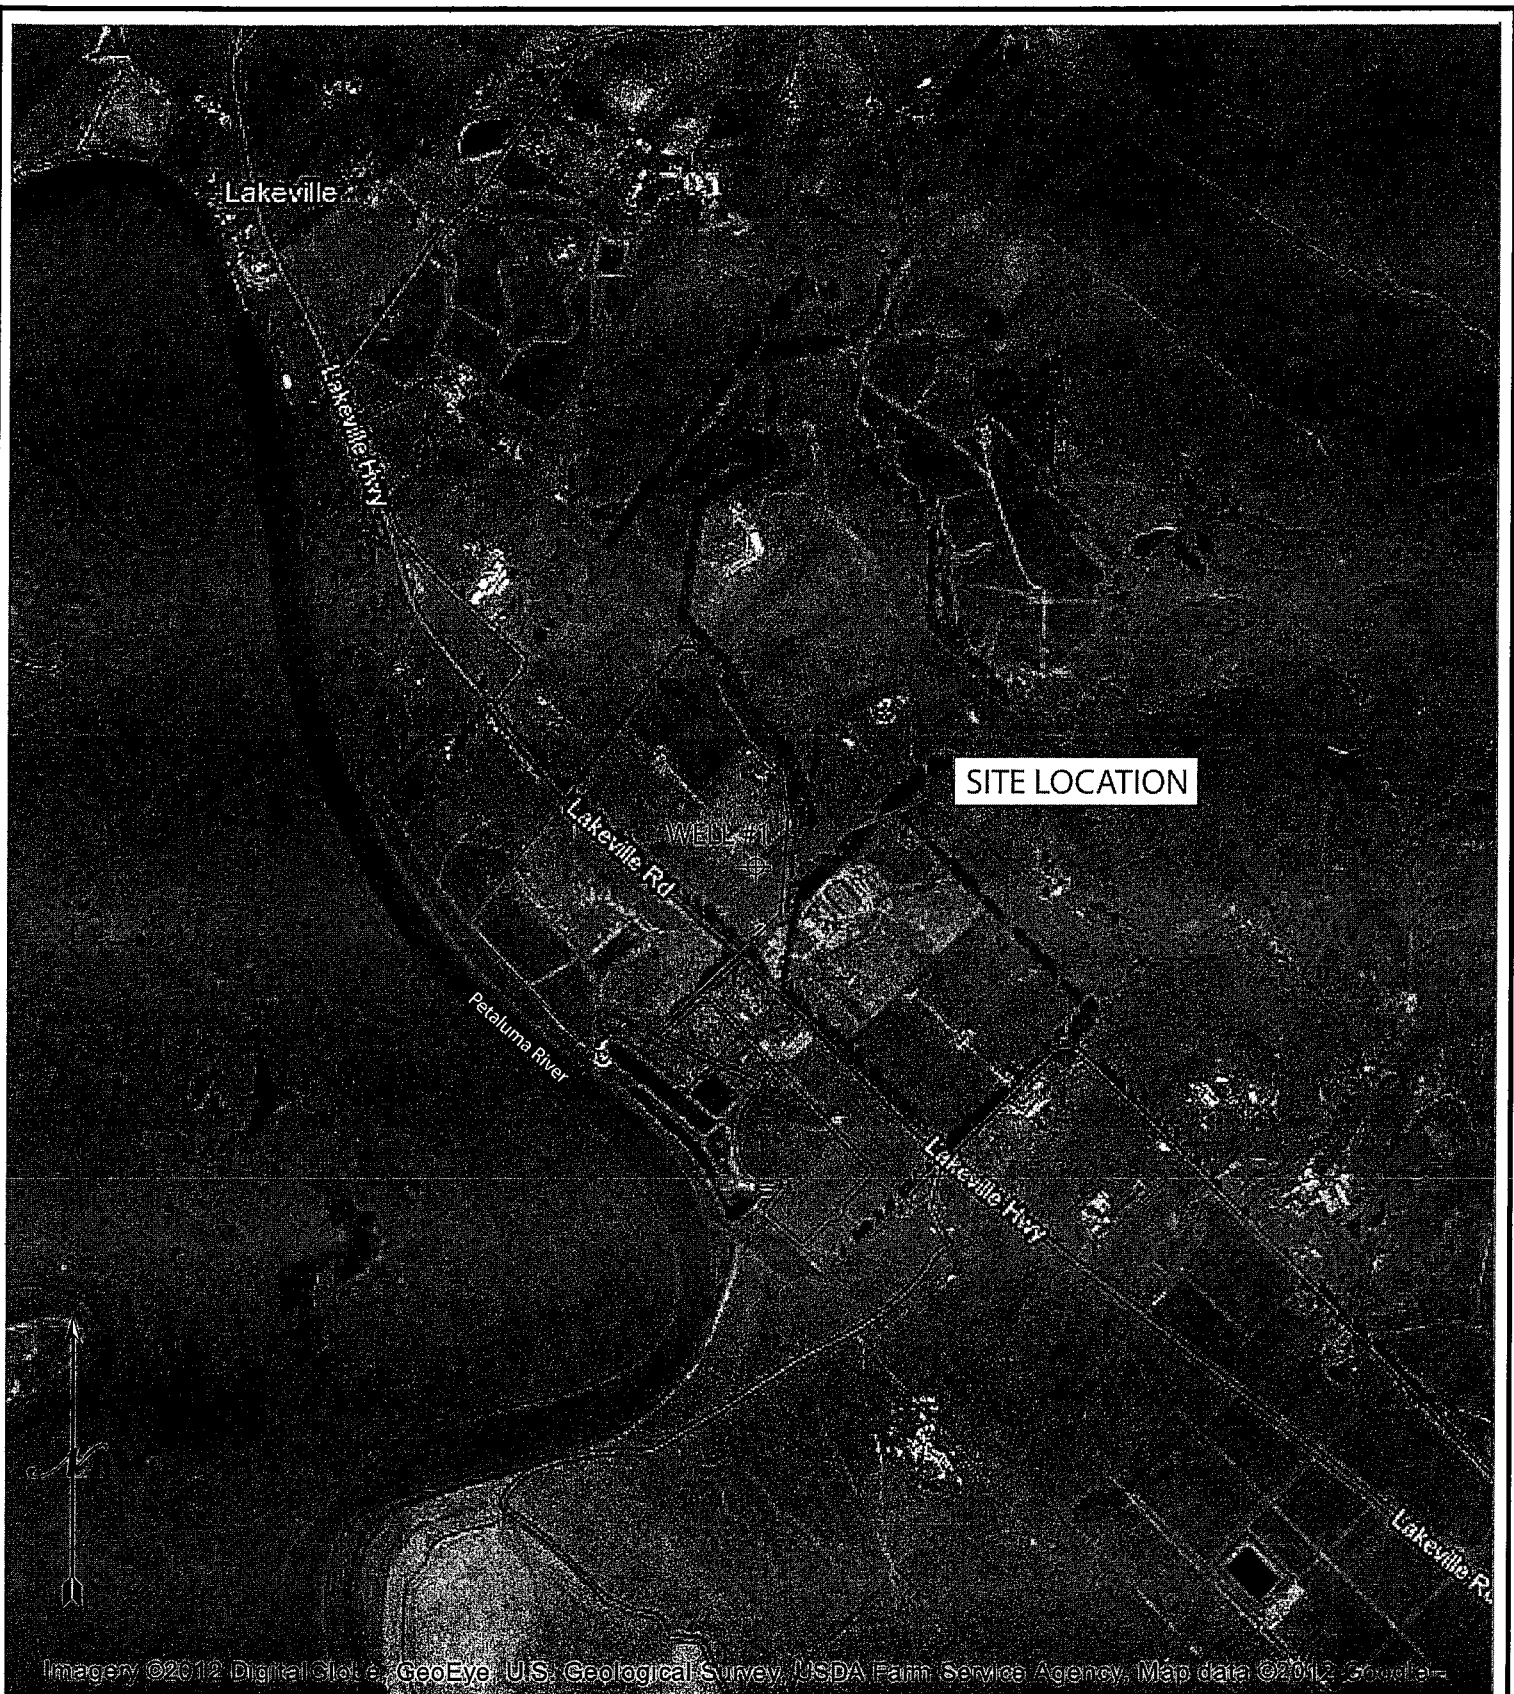 Lakeville
Lakeville Hwy
SITE LOCATION
WELL #1
Lakeville Rd
Petaluma River
Lakeville Hwy
Lakeville Rd
Imagery ©2012 DigitalGlobe, GeoEye, U.S. Geological Survey, USDA Farm Service Agency, Map data ©2012 Google -